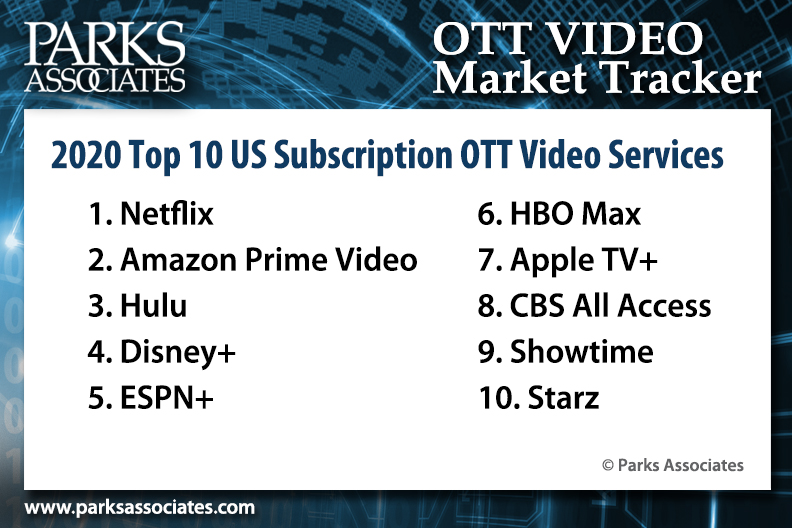 PARKS
ASSOCIATES
OTT VIDEO
Market Tracker
2020 Top 10 US Subscription OTT Video Services
1. Netflix
2. Amazon Prime Video
3. Hulu
4. Disney+
5. ESPN+
6. HBO Max
7. Apple TV+
8. CBS All Access
9. Showtime
10. Starz
© Parks Associates
www.parksassociates.com